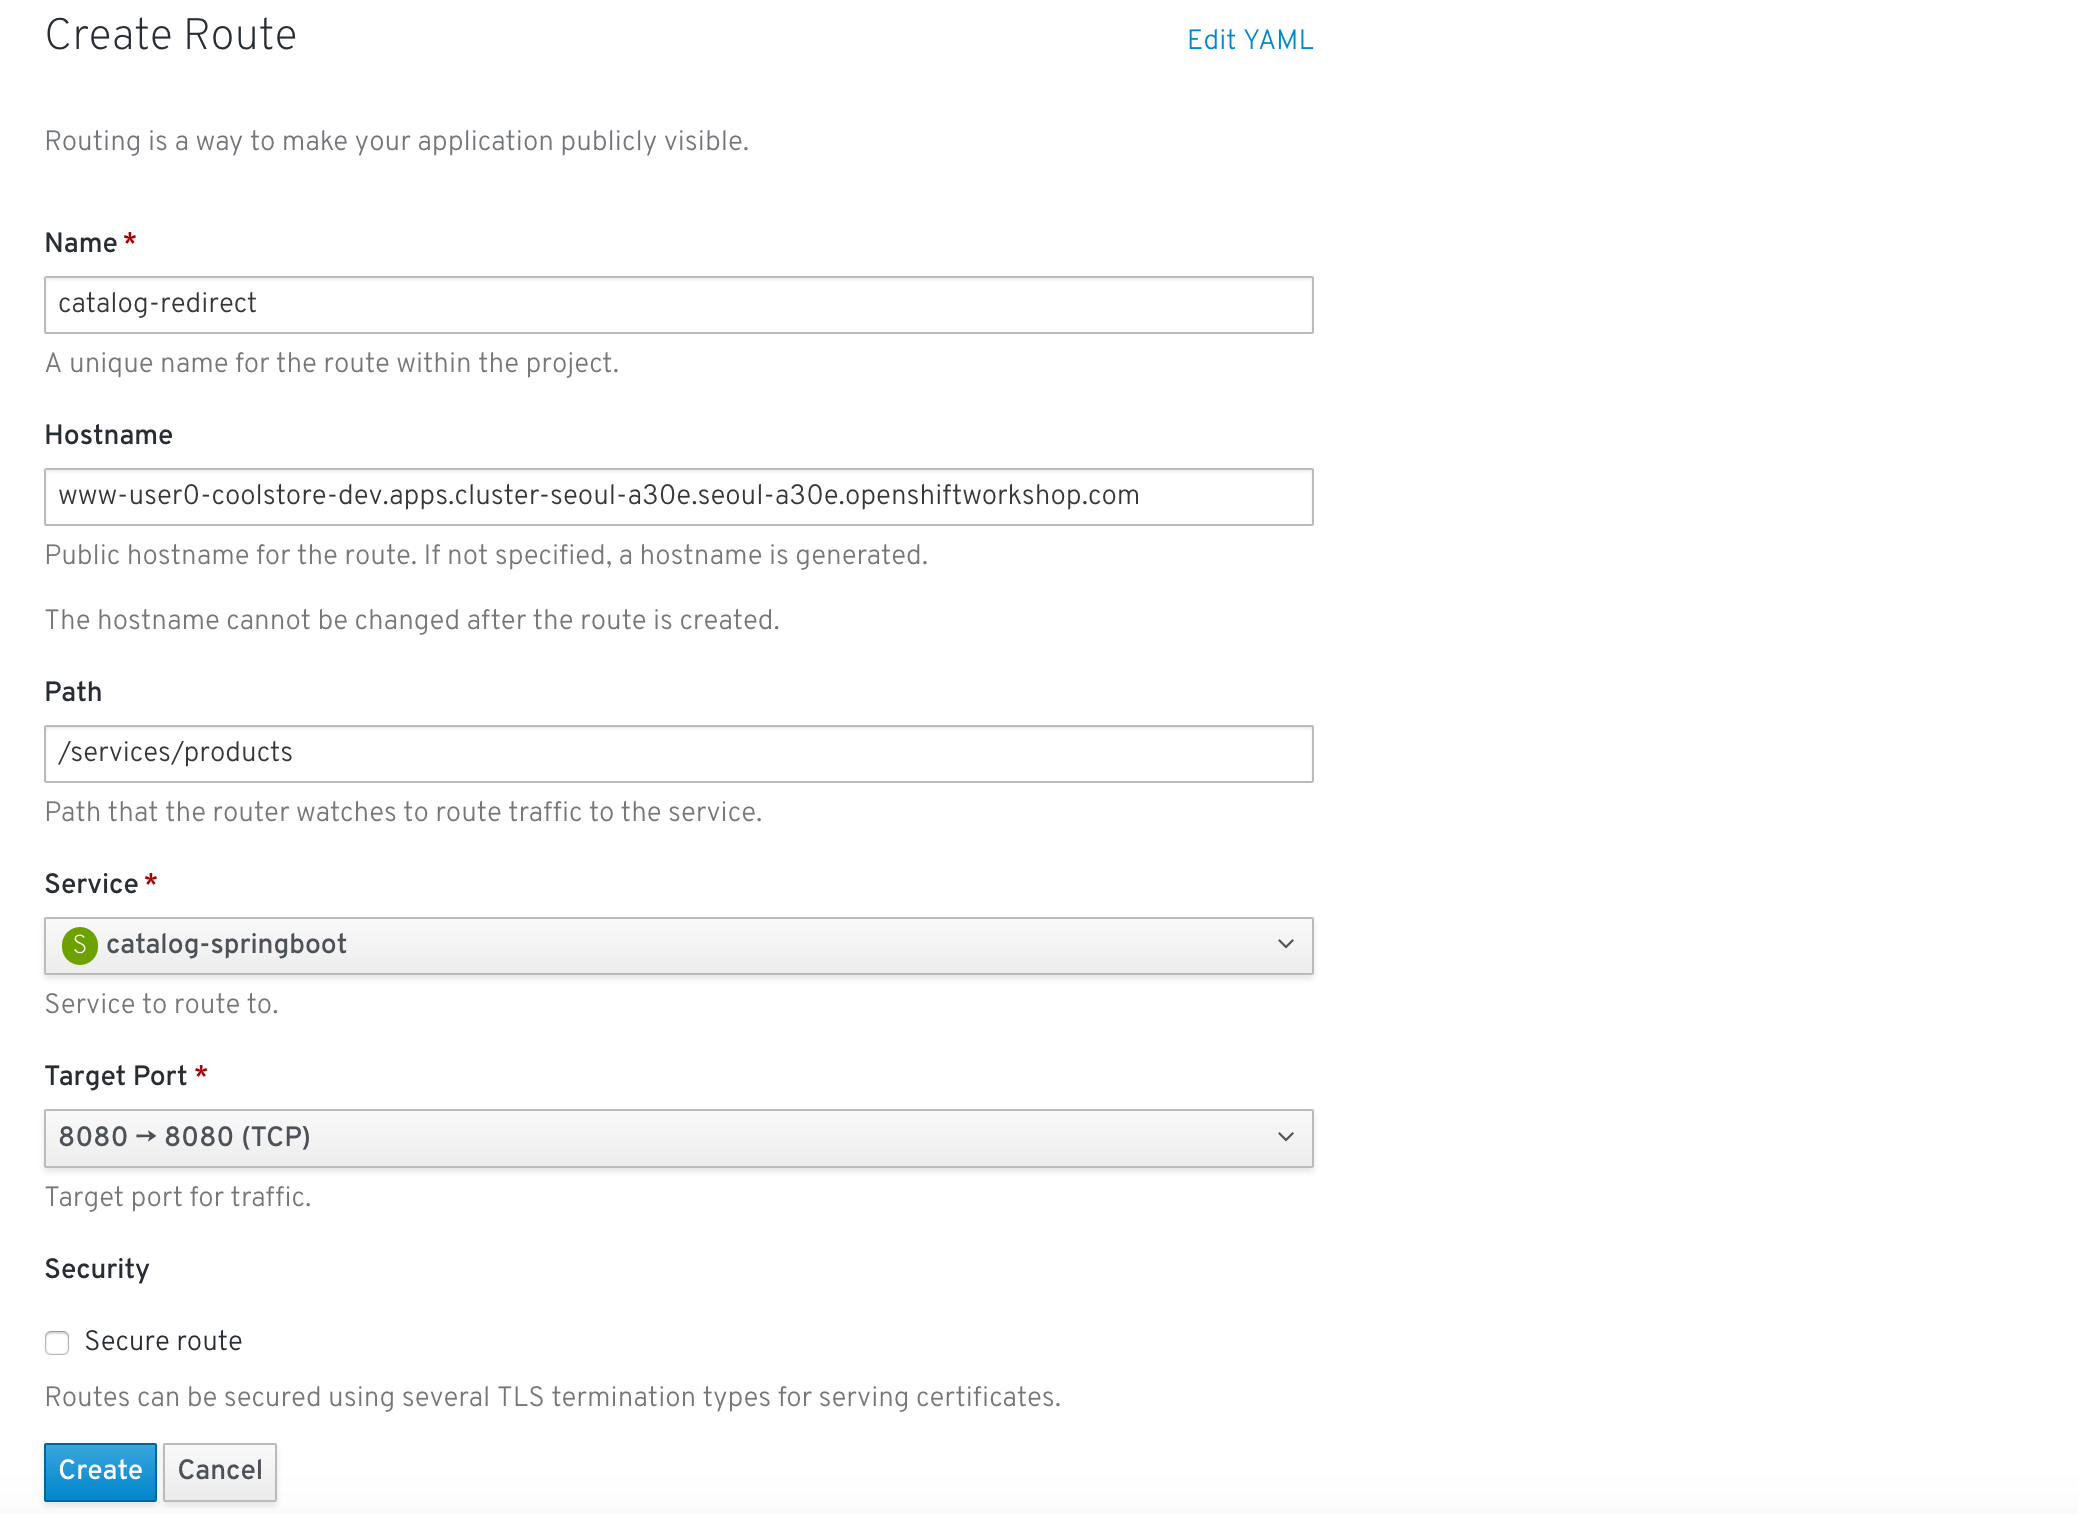 Create Route
Edit YAML
Routing is a way to make your application publicly visible.
Name *
catalog-redirect
A unique name for the route within the project.
Hostname
www-user0-coolstore-dev.apps.cluster-seoul-a30e.seoul-a30e.openshiftworkshop.com
Public hostname for the route. If not specified, a hostname is generated.
The hostname cannot be changed after the route is created.
Path
/services/products
Path that the router watches to route traffic to the service.
Service *
S catalog-springboot
Service to route to.
Target Port *
8080 → 8080 (TCP)
Target port for traffic.
Security
Secure route
Routes can be secured using several TLS termination types for serving certificates.
Create Cancel